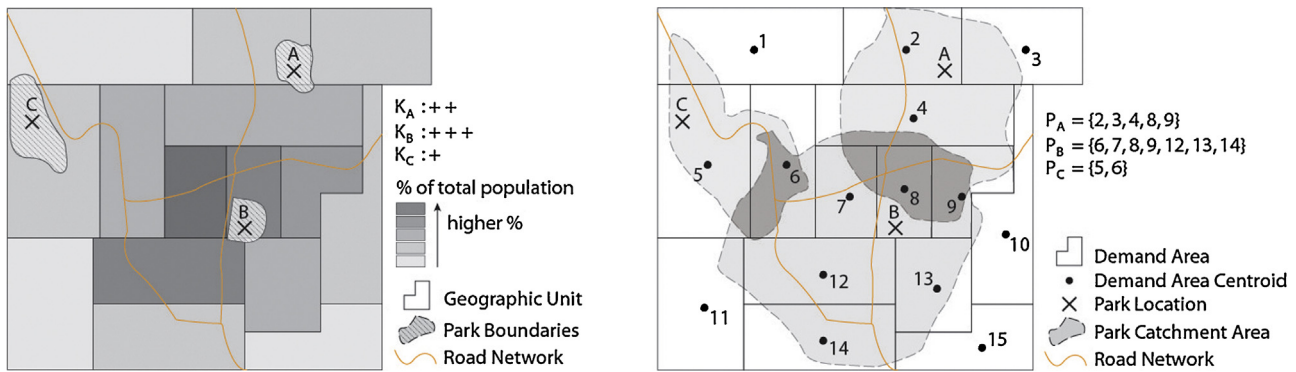 A
C
B
K_A : + +
K_B : + + +
K_C : +
% of total population
higher %
Geographic Unit
Park Boundaries
Road Network
1
2
3
A
C
4
5
6
7
8
9
B
10
11
12
13
14
15
P_A = {2, 3, 4, 8, 9}
P_B = {6, 7, 8, 9, 12, 13, 14}
P_C = {5, 6}
Demand Area
Demand Area Centroid
Park Location
Park Catchment Area
Road Network